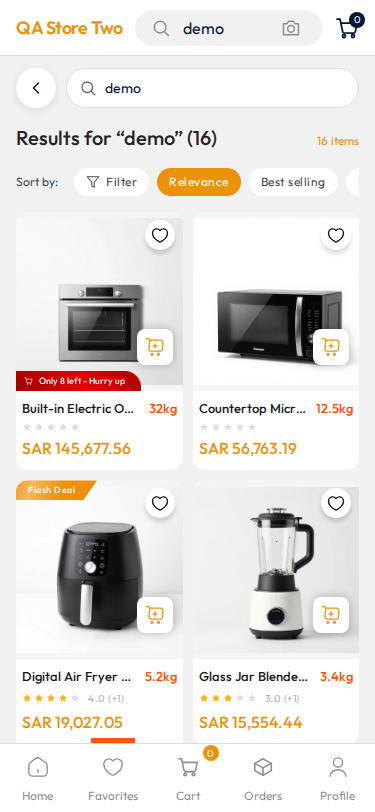 QA Store Two
demo
0
demo
Results for “demo” (16)
16 items
Sort by:
Filter
Relevance
Best selling
Only 8 left - Hurry up
Built-in Electric O...
32kg
SAR 145,677.56
Countertop Micr...
12.5kg
SAR 56,763.19
Flash Deal
Digital Air Fryer ...
5.2kg
4.0 (+1)
SAR 19,027.05
Glass Jar Blende...
3.4kg
3.0 (+1)
SAR 15,554.44
Home
Favorites
0
Cart
Orders
Profile